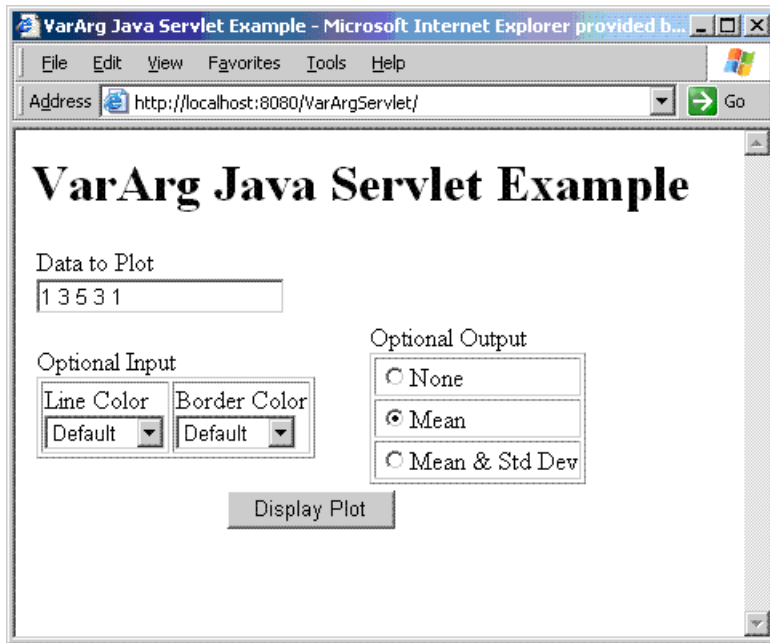 VarArg Java Servlet Example - Microsoft Internet Explorer provided b...
File Edit View Favorites Tools Help
Address http://localhost:8080/VarArgServlet/ Go
VarArg Java Servlet Example
Data to Plot
1 3 5 3 1
Optional Input
Line Color Border Color
Default Default
Optional Output
None
Mean
Mean & Std Dev
Display Plot